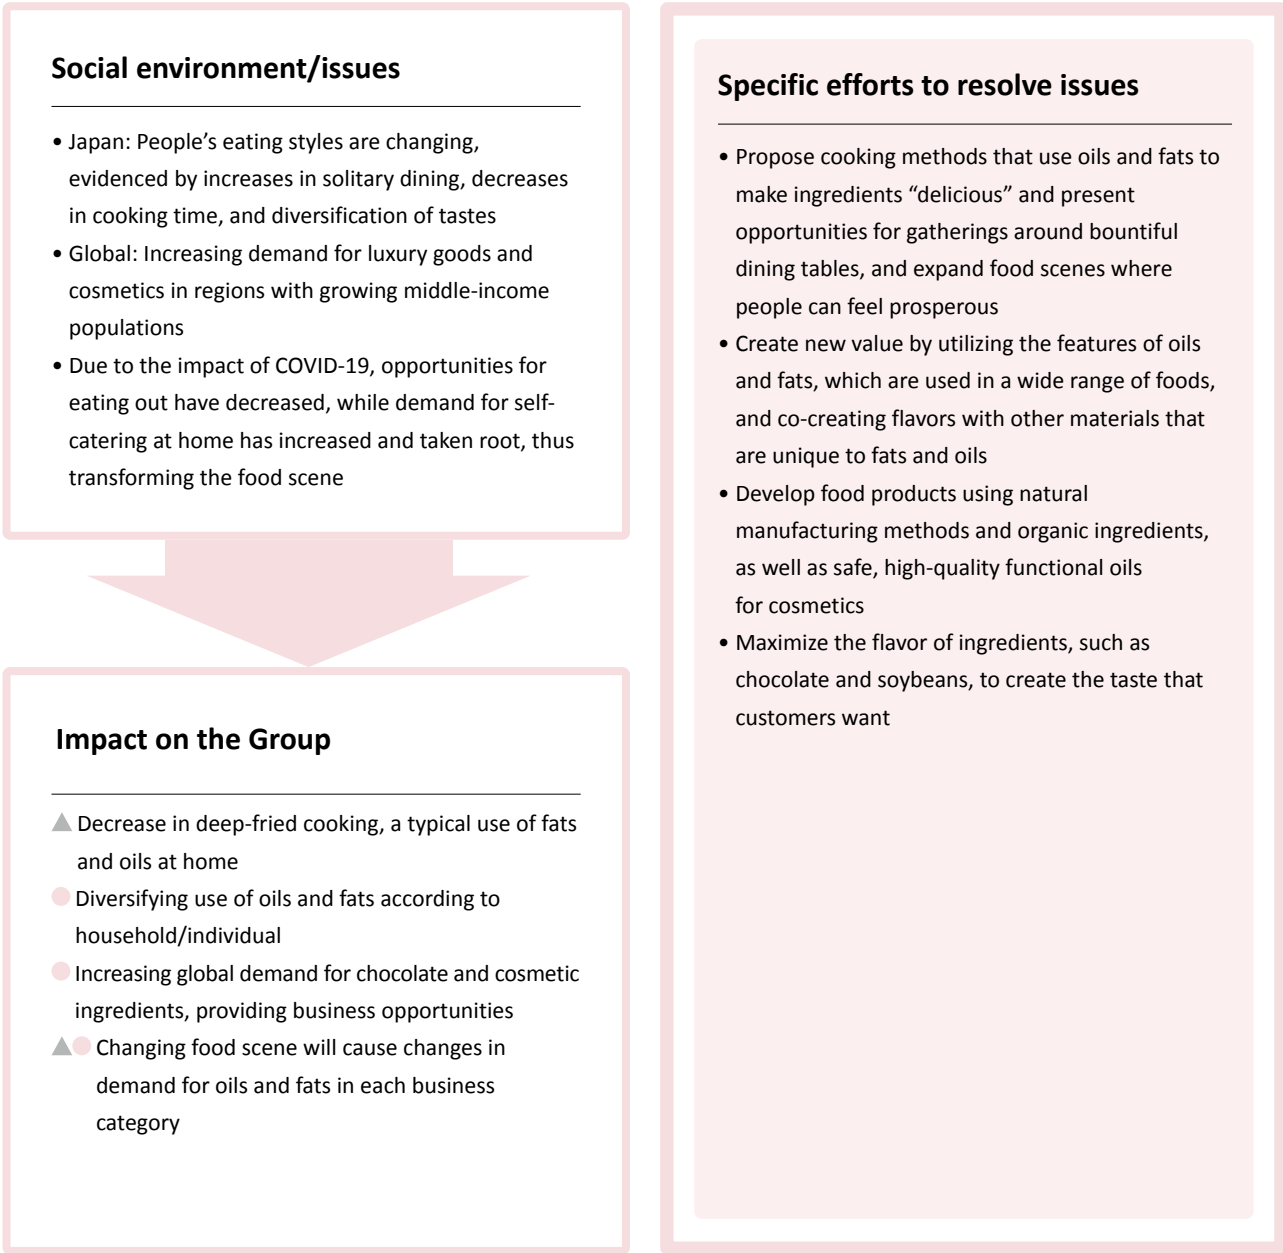 Social environment/issues
• Japan: People’s eating styles are changing,
evidenced by increases in solitary dining, decreases
in cooking time, and diversification of tastes
• Global: Increasing demand for luxury goods and
cosmetics in regions with growing middle-income
populations
• Due to the impact of COVID-19, opportunities for
eating out have decreased, while demand for self-
catering at home has increased and taken root, thus
transforming the food scene
Impact on the Group
▲ Decrease in deep-fried cooking, a typical use of fats
and oils at home
● Diversifying use of oils and fats according to
household/individual
● Increasing global demand for chocolate and cosmetic
ingredients, providing business opportunities
▲● Changing food scene will cause changes in
demand for oils and fats in each business
category
Specific efforts to resolve issues
• Propose cooking methods that use oils and fats to
make ingredients “delicious” and present
opportunities for gatherings around bountiful
dining tables, and expand food scenes where
people can feel prosperous
• Create new value by utilizing the features of oils
and fats, which are used in a wide range of foods,
and co-creating flavors with other materials that
are unique to fats and oils
• Develop food products using natural
manufacturing methods and organic ingredients,
as well as safe, high-quality functional oils
for cosmetics
• Maximize the flavor of ingredients, such as
chocolate and soybeans, to create the taste that
customers want